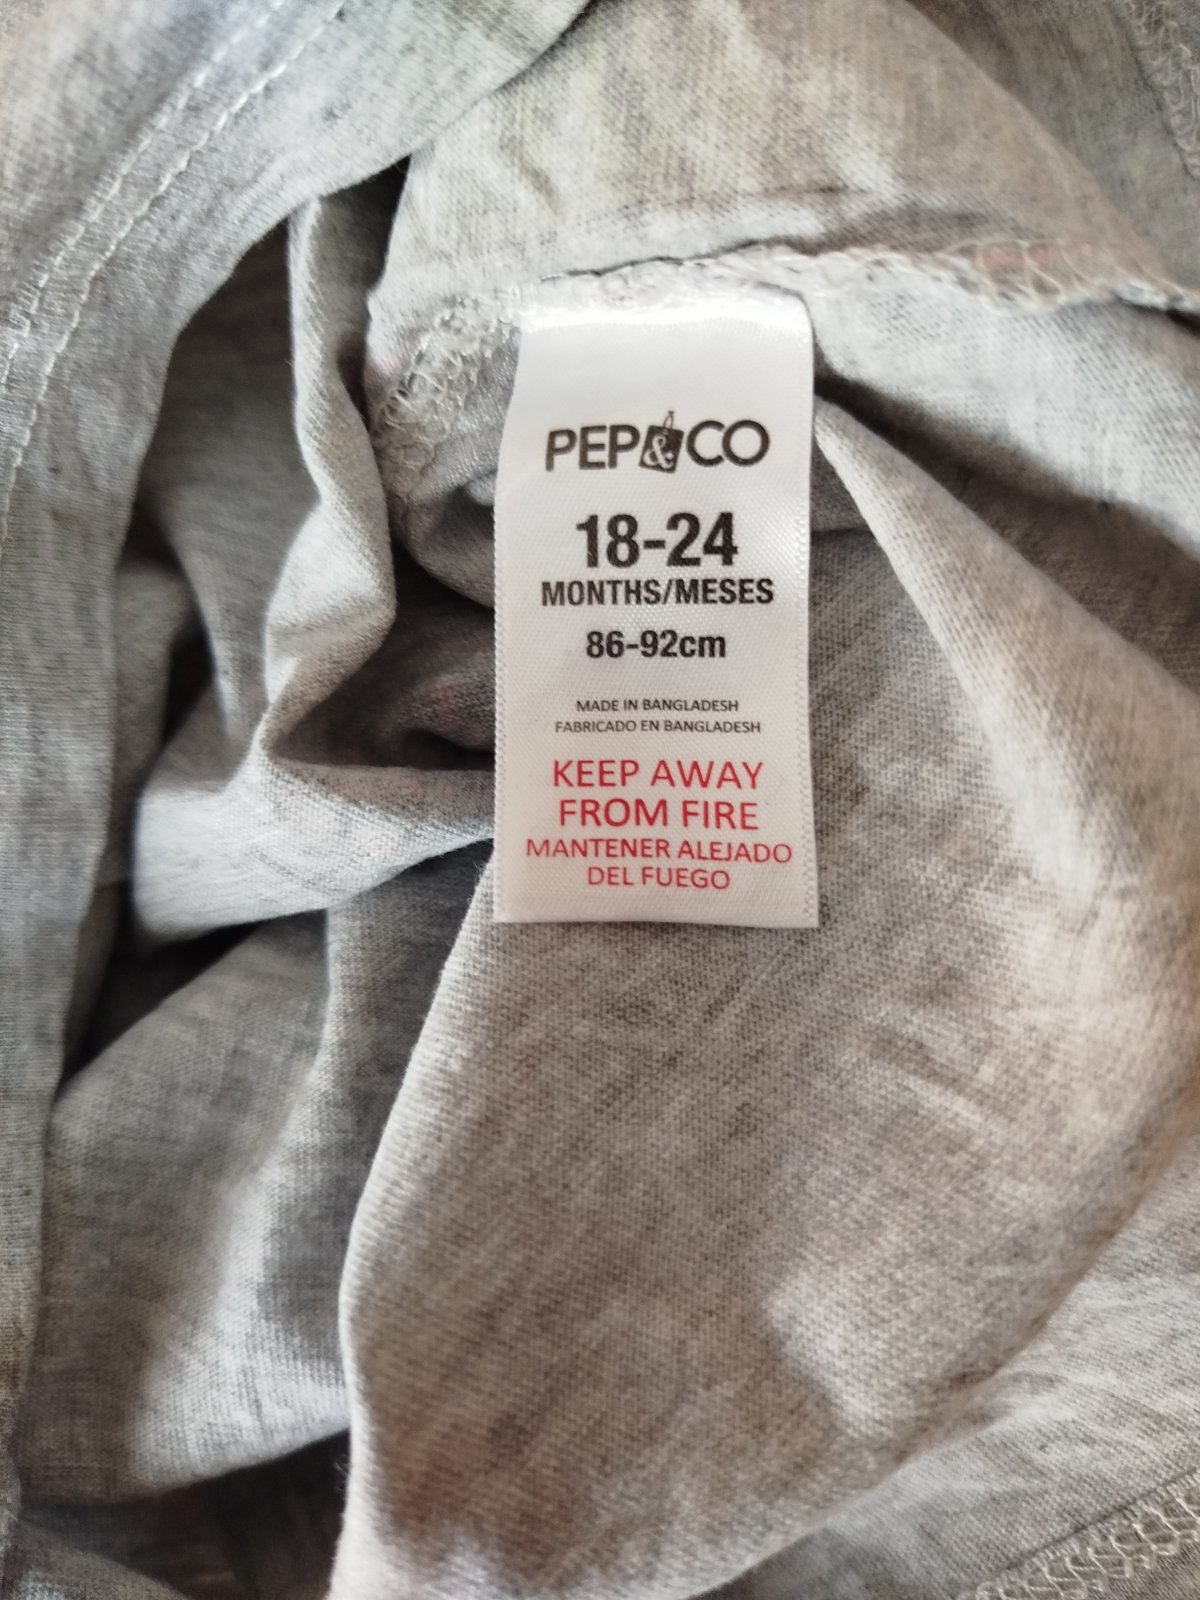 PEP&CO
18-24
MONTHS/MESES
86-92cm
MADE IN BANGLADESH
FABRICADO EN BANGLADESH
KEEP AWAY
FROM FIRE
MANTENER ALEJADO
DEL FUEGO